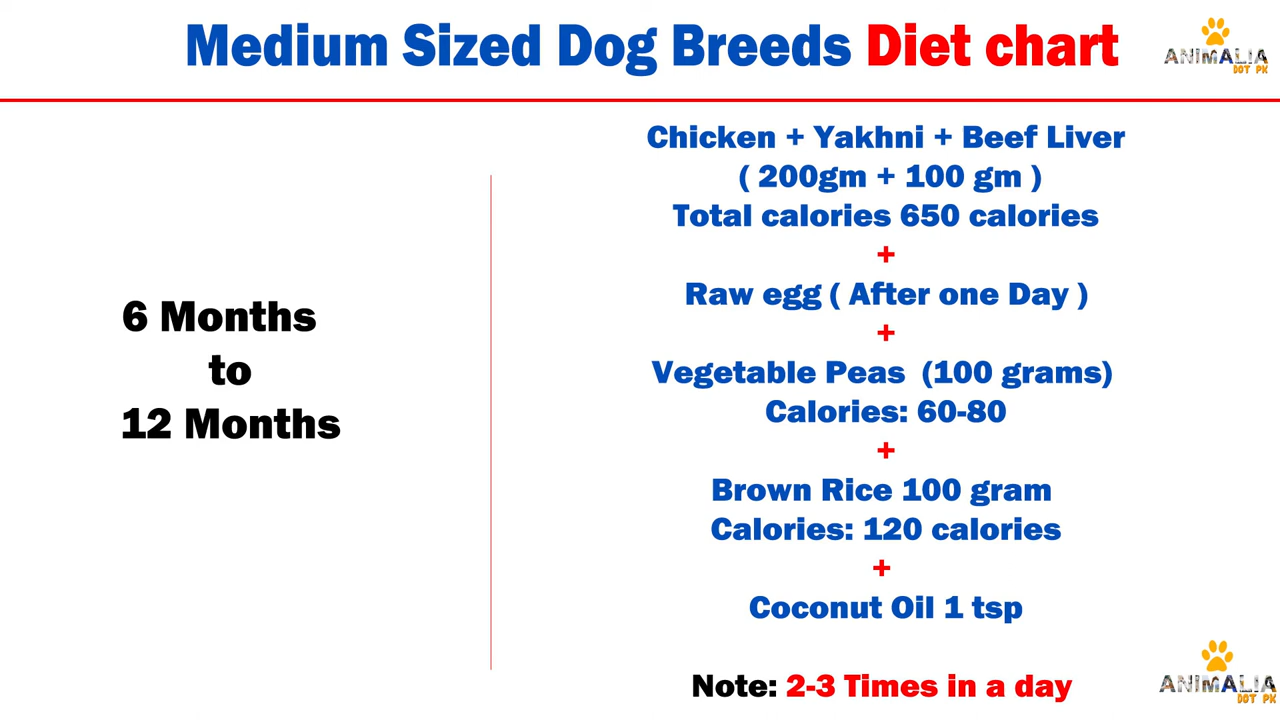 Medium Sized Dog Breeds Diet chart
ANIMALIA
DOT PK
6 Months
to
12 Months
Chicken + Yakhni + Beef Liver
( 200gm + 100 gm )
Total calories 650 calories
+
Raw egg ( After one Day )
+
Vegetable Peas (100 grams)
Calories: 60-80
+
Brown Rice 100 gram
Calories: 120 calories
+
Coconut Oil 1 tsp
Note: 2-3 Times in a day
ANIMALIA
DOT PK